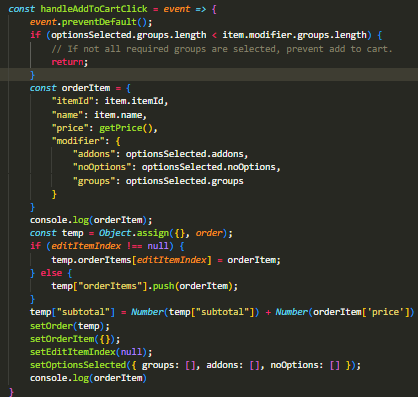 const handleAddToCartClick = event => {
    event.preventDefault();
    if (optionsSelected.groups.length < item.modifier.groups.length) {
        // If not all required groups are selected, prevent add to cart.
        return;
    }
    const orderItem = {
        "itemId": item.itemId,
        "name": item.name,
        "price": getPrice(),
        "modifier": {
            "addons": optionsSelected.addons,
            "noOptions": optionsSelected.noOptions,
            "groups": optionsSelected.groups
        }
    }
    console.log(orderItem);
    const temp = Object.assign({}, order);
    if (editItemIndex !== null) {
        temp.orderItems[editItemIndex] = orderItem;
    } else {
        temp["orderItems"].push(orderItem);
    }
    temp["subtotal"] = Number(temp["subtotal"]) + Number(orderItem['price'])
    setOrder(temp);
    setOrderItem({});
    setEditItemIndex(null);
    setOptionsSelected({ groups: [], addons: [], noOptions: [] });
    console.log(orderItem)
}